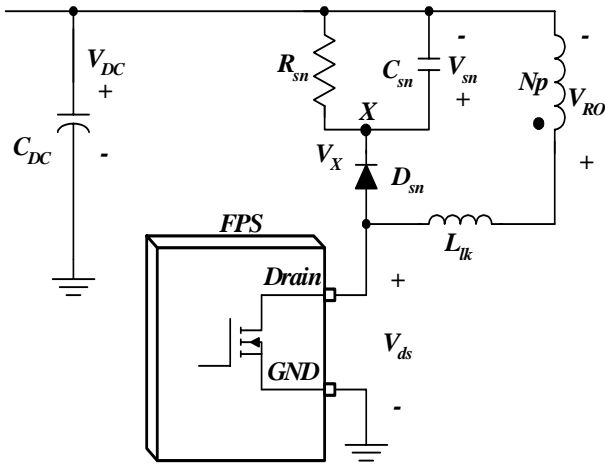 V_DC
+
C_DC
-
R_sn
C_sn
-
V_sn
+
Np
-
V_RO
+
X
V_X
D_sn
L_lk
FPS
Drain
GND
+
V_ds
-